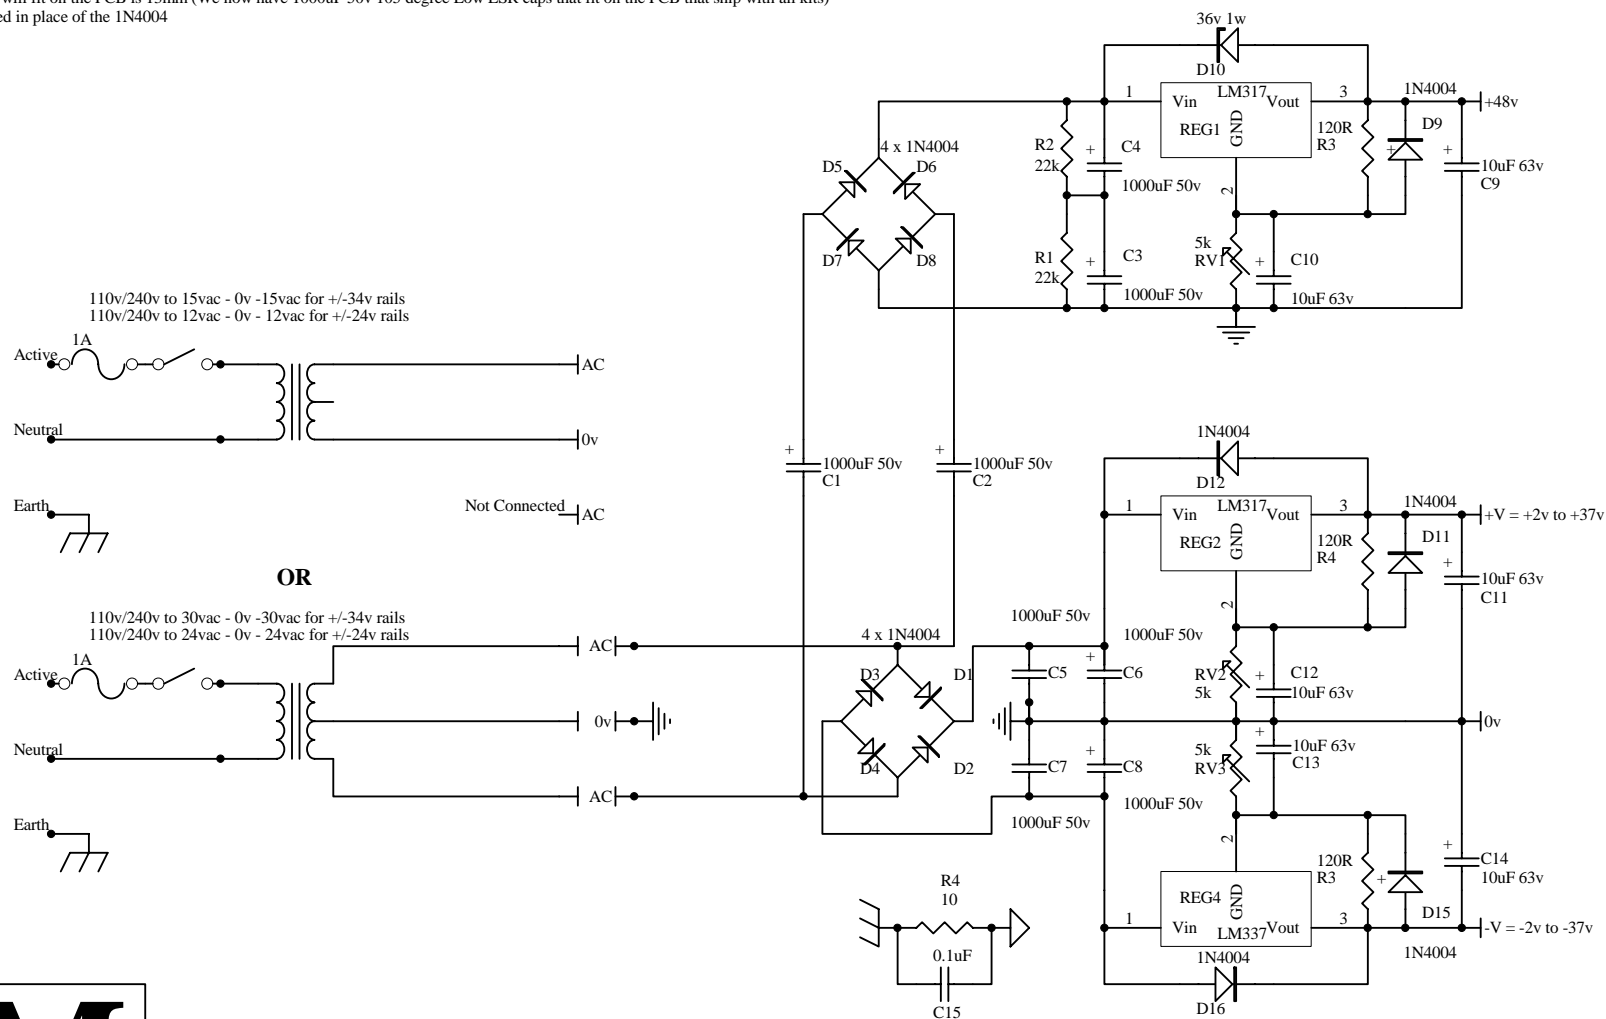 will fit on the PCB is 15mm (We now have 1000uF 50v 105 degree Low ESR caps that fit on the PCB that ship with all kits)
ed in place of the 1N4004
36v 1w
D10
1
Vin
LM317
Vout
3
1N4004
+48v
REG1
GND
2
120R
R3
D9
+
+
10uF 63v
C9
R2
22k
+
C4
1000uF 50v
4 x 1N4004
D5
D6
D7
D8
R1
22k
+
C3
1000uF 50v
5k
RV1
+
C10
10uF 63v
110v/240v to 15vac - 0v -15vac for +/-34v rails
110v/240v to 12vac - 0v - 12vac for +/-24v rails
Active
1A
AC
Neutral
0v
Earth
Not Connected
AC
+
1000uF 50v
C1
+
1000uF 50v
C2
1N4004
D12
1
Vin
LM317
Vout
3
1N4004
+V = +2v to +37v
REG2
GND
2
120R
R4
D11
+
10uF 63v
C11
OR
110v/240v to 30vac - 0v -30vac for +/-34v rails
110v/240v to 24vac - 0v - 24vac for +/-24v rails
Active
1A
AC
0v
Neutral
AC
Earth
4 x 1N4004
D3
D1
D4
D2
1000uF 50v
1000uF 50v
C5
+
C6
C7
+
C8
1000uF 50v
1000uF 50v
RV2
5k
+
C12
10uF 63v
0v
5k
RV3
+
10uF 63v
C13
2
120R
R3
+
+
C14
10uF 63v
REG4
GND
1
Vin
LM337
Vout
3
D15
-V = -2v to -37v
1N4004
1N4004
D16
R4
10
0.1uF
C15